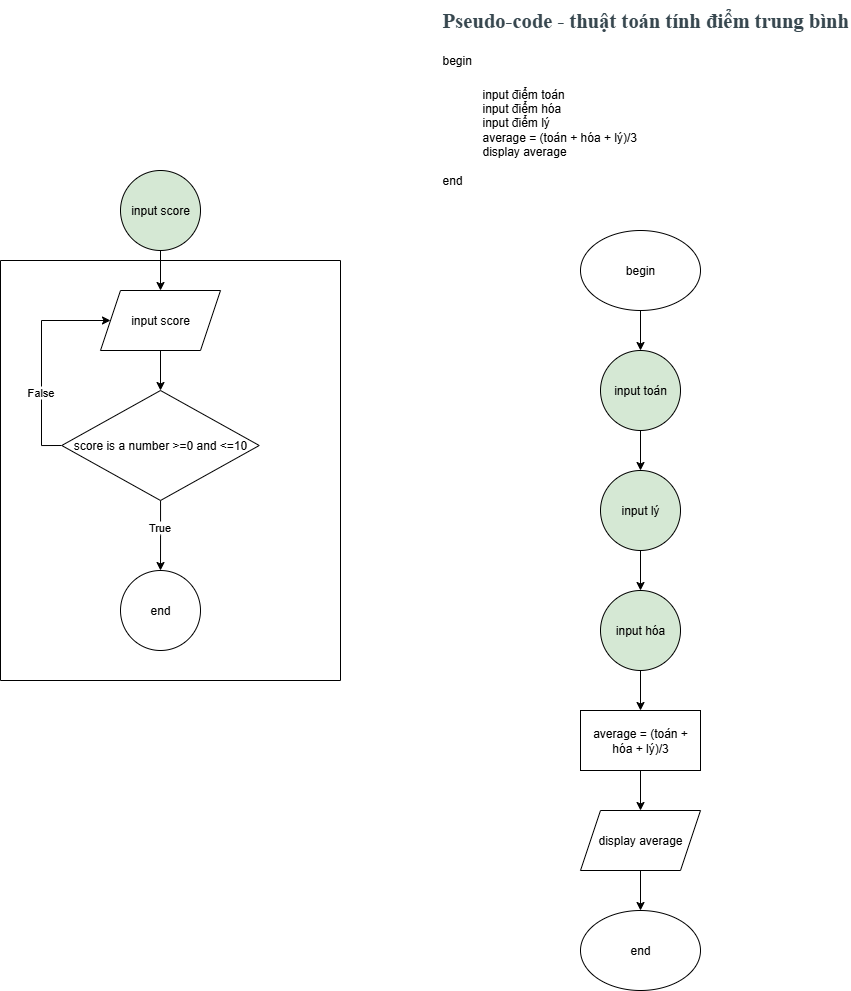 Pseudo-code - thuật toán tính điểm trung bình
begin
input điểm toán
input điểm hóa
input điểm lý
average = (toán + hóa + lý)/3
display average
end
input score
input score
False
score is a number >=0 and <=10
True
end
begin
input toán
input lý
input hóa
average = (toán +
hóa + lý)/3
display average
end